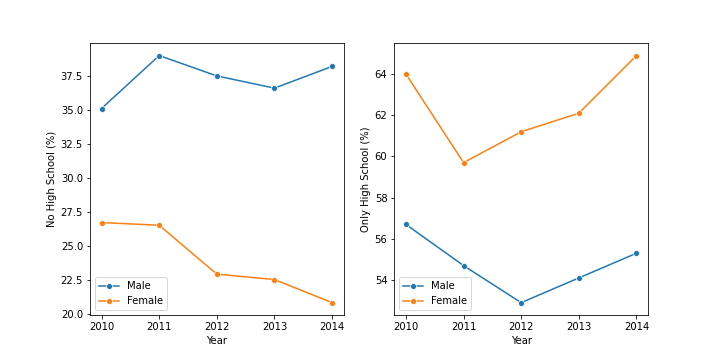 No High School (%)
37.5
35.0
32.5
30.0
27.5
25.0
22.5
20.0
2010 2011 2012 2013 2014
Year
Male
Female
Only High School (%)
64
62
60
58
56
54
2010 2011 2012 2013 2014
Year
Male
Female